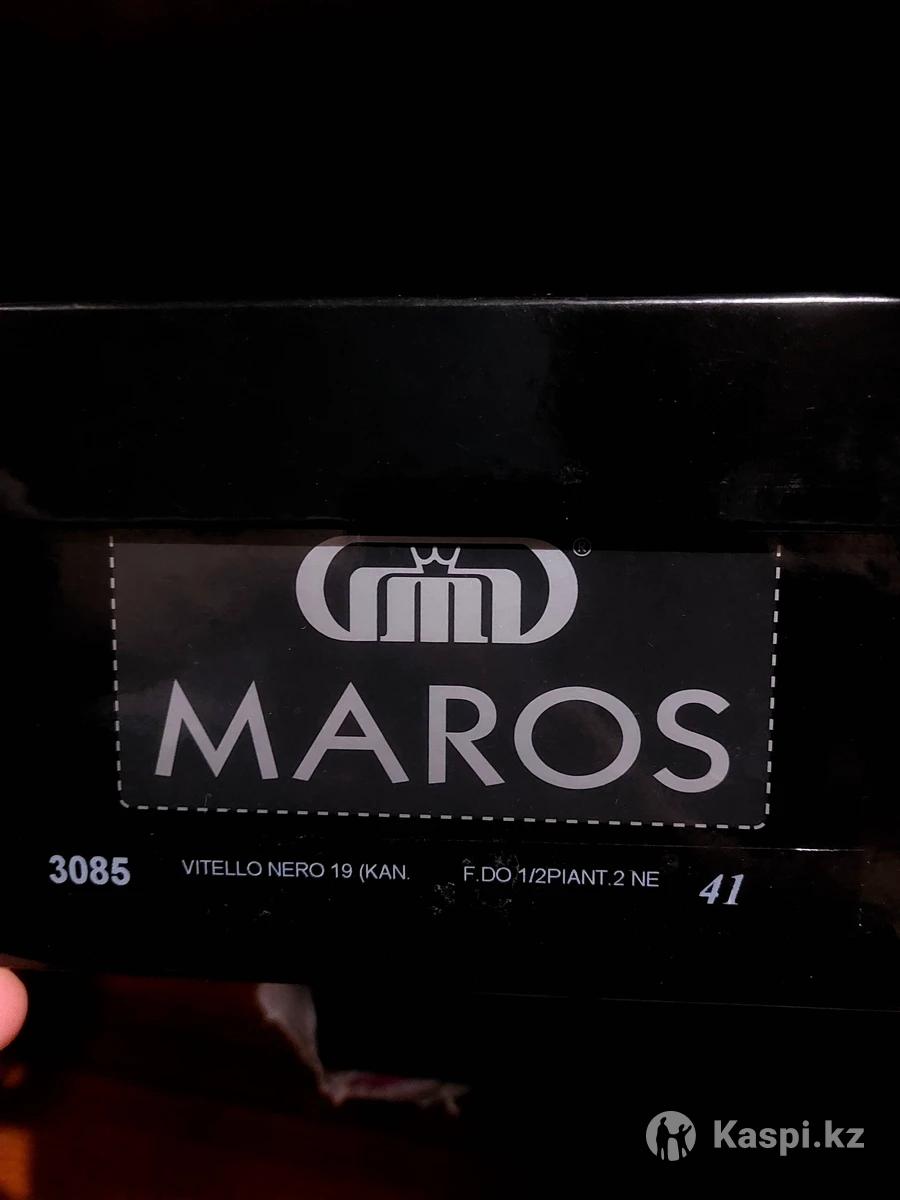 ®
MAROS
3085 VITELLO NERO 19 (KAN. F.DO 1/2PIANT.2 NE 41
Kaspi.kz